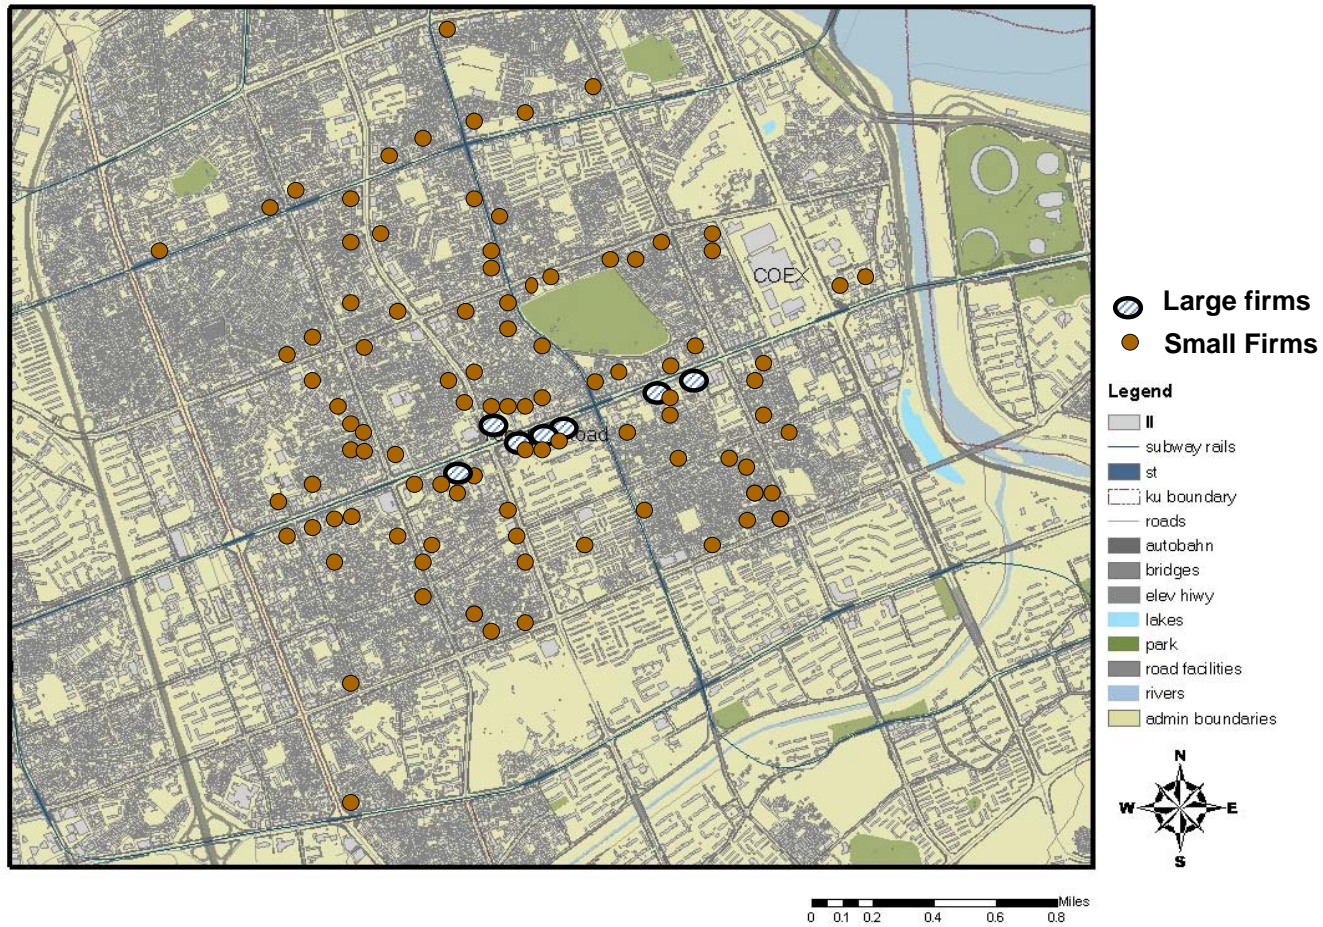 COEX
oad
Large firms
Small Firms
Legend
ll
subway rails
st
ku boundary
roads
autobahn
bridges
elev hiwy
lakes
park
road facilities
rivers
admin boundaries
N
W E
S
Miles
0 0.1 0.2 0.4 0.6 0.8